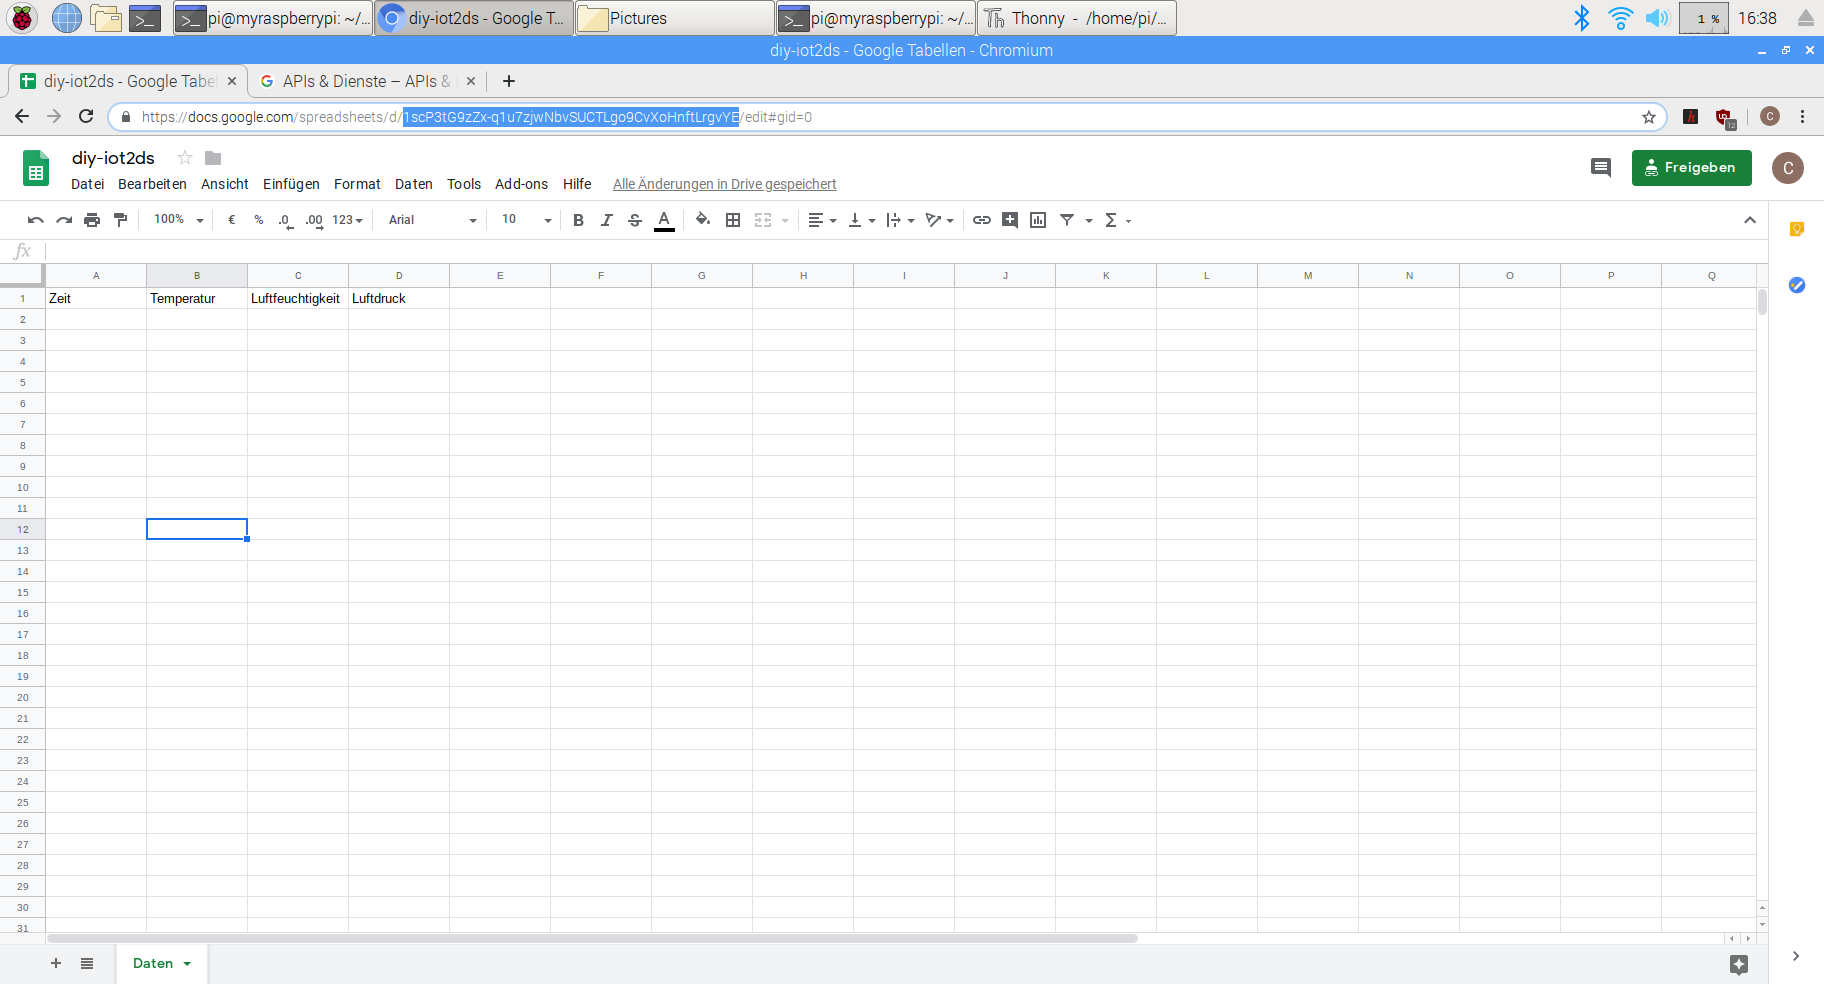 pi@myraspberrypi: ~/... diy-iot2ds - Google T... Pictures pi@myraspberrypi: ~/... Thonny - /home/pi/... 1 % 16:38
diy-iot2ds - Google Tabellen - Chromium
diy-iot2ds - Google Tabe APIs & Dienste – APIs &
https://docs.google.com/spreadsheets/d/1scP3tG9zZx-q1u7zjwNbvSUCTLgo9CvXoHnftLrgvYE/edit#gid=0 12 C
diy-iot2ds
Freigeben C
Datei Bearbeiten Ansicht Einfügen Format Daten Tools Add-ons Hilfe Alle Änderungen in Drive gespeichert
100% € % .0 .00 123 Arial 10 B I S A Σ
fx
A B C D E F G H I J K L M N O P Q
1 Zeit Temperatur Luftfeuchtigkeit Luftdruck
2
3
4
5
6
7
8
9
10
11
12
13
14
15
16
17
18
19
20
21
22
23
24
25
26
27
28
29
30
31
Daten